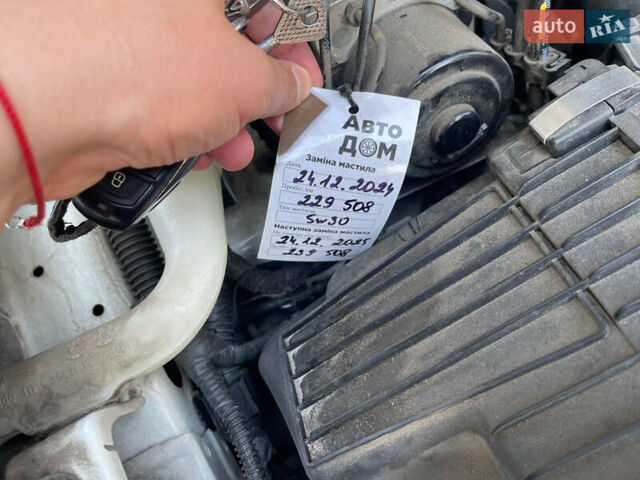 auto RIA
АВТО
ДОМ
Заміна мастила
Дата
24.12.2024
Пробіг, км
229 508
Тип мастила
5w30
Наступна заміна мастила
24.12.2025
239 508